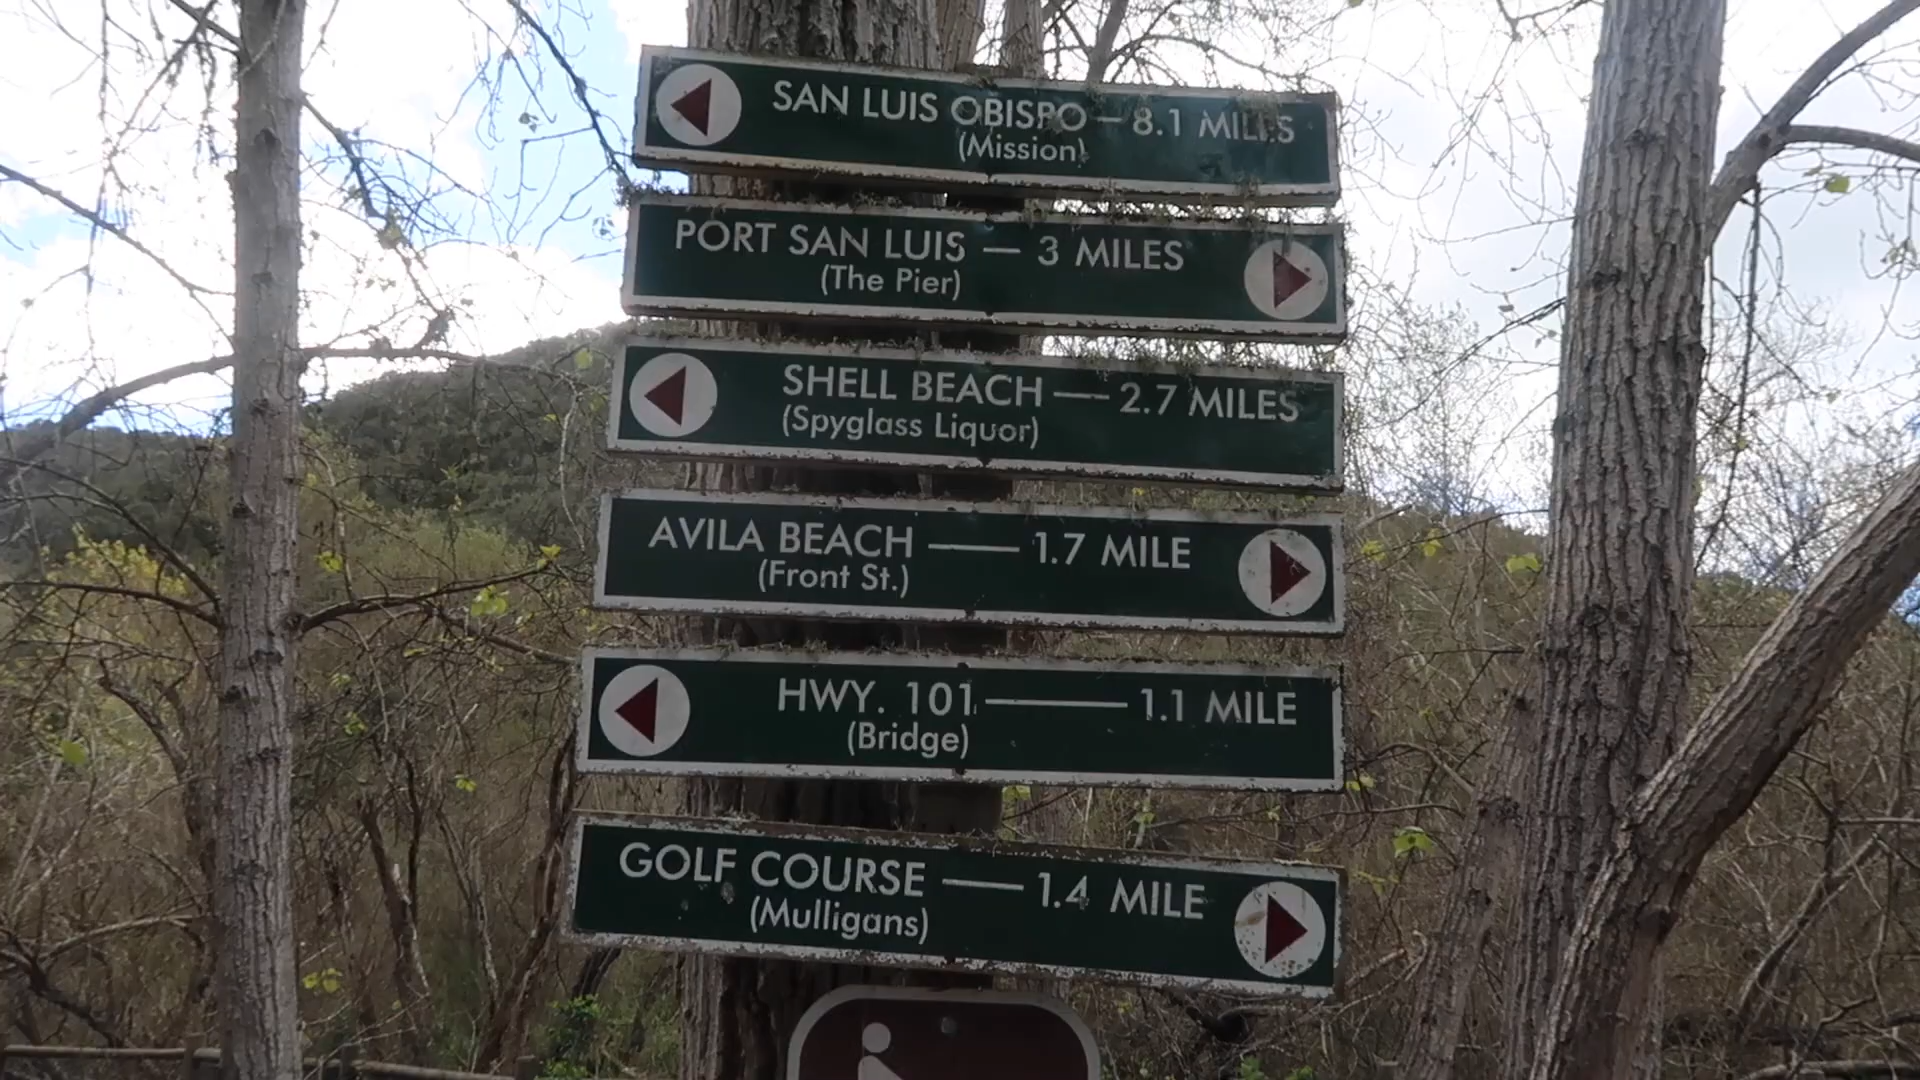 SAN LUIS OBISPO — 8.1 MILES
(Mission)
PORT SAN LUIS — 3 MILES
(The Pier)
SHELL BEACH — 2.7 MILES
(Spyglass Liquor)
AVILA BEACH — 1.7 MILE
(Front St.)
HWY. 101 — 1.1 MILE
(Bridge)
GOLF COURSE — 1.4 MILE
(Mulligans)